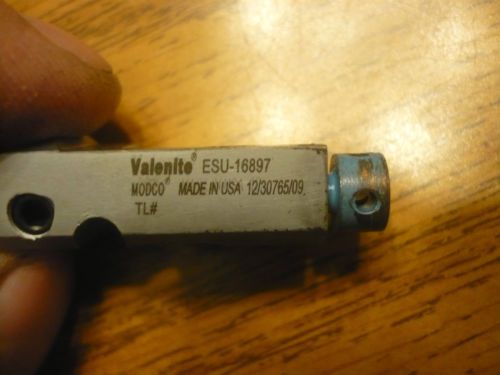 Valenite® ESU-16897
MODCO® MADE IN USA 12/30765/09
TL#